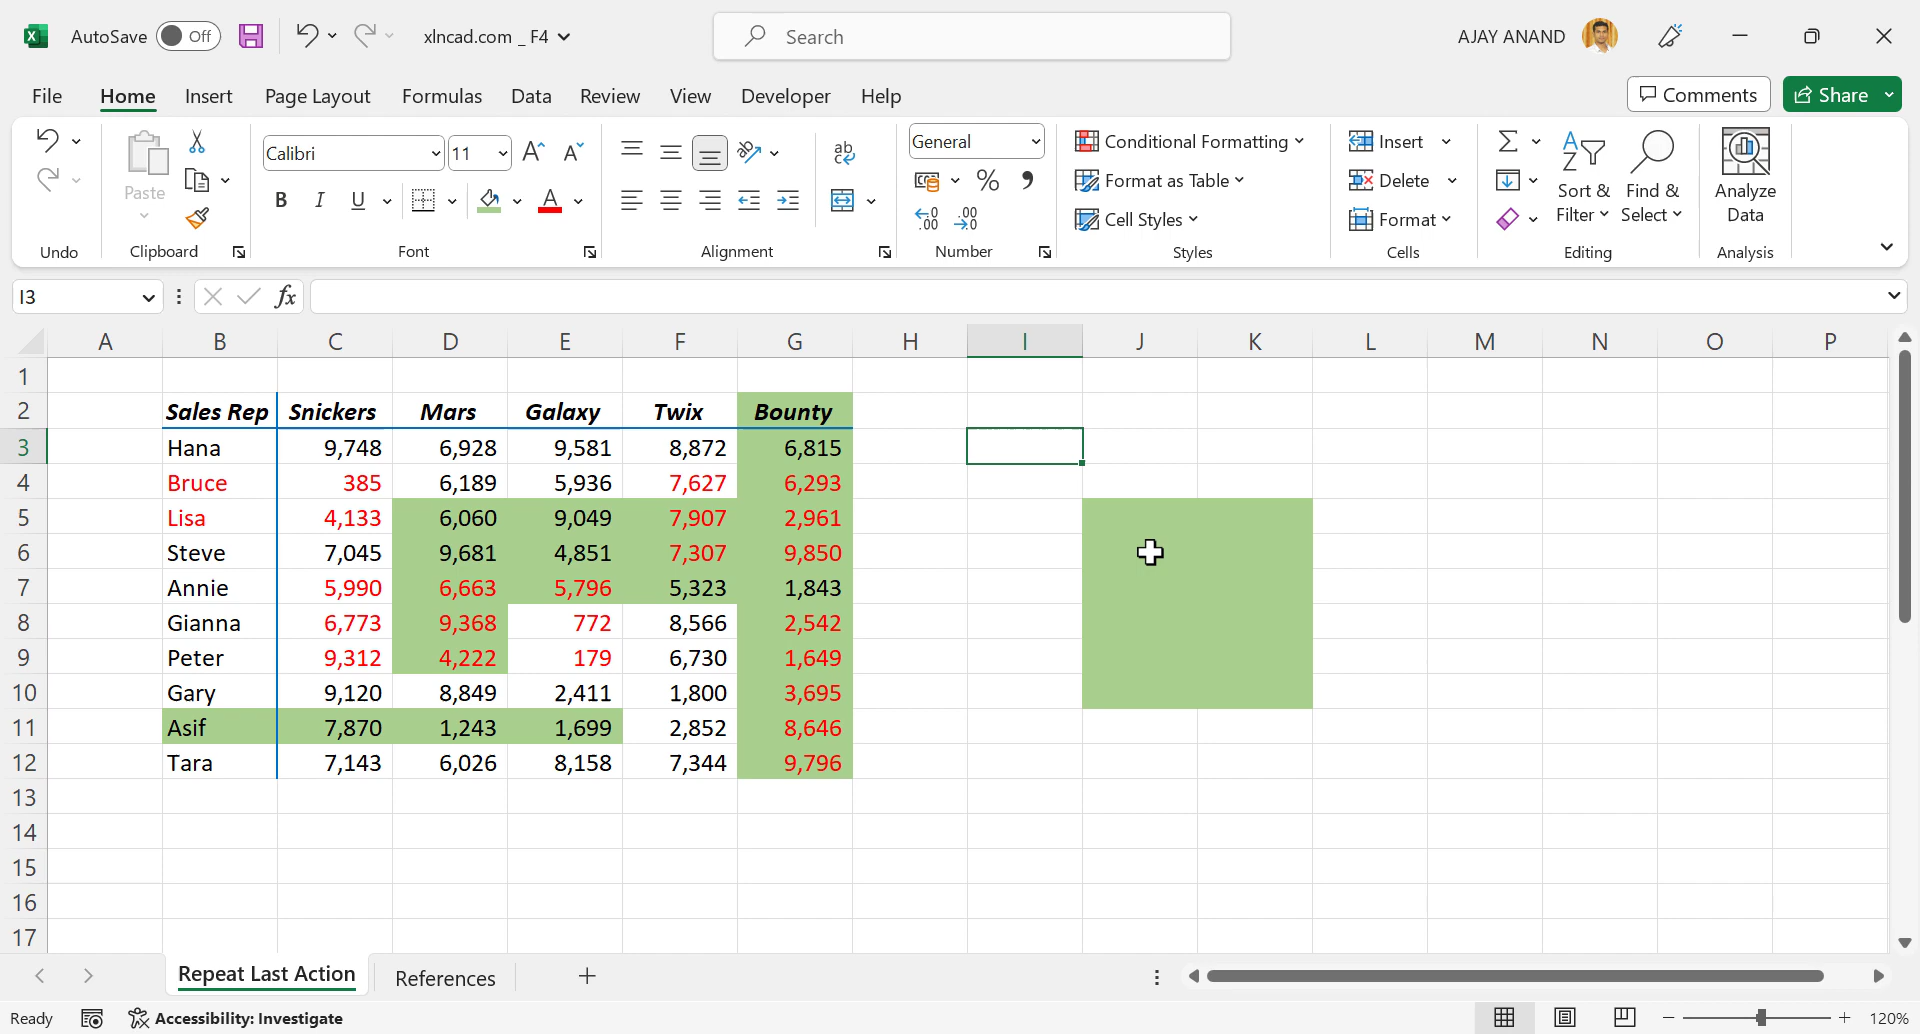 AutoSave Off xlncad.com _ F4 Search AJAY ANAND
File Home Insert Page Layout Formulas Data Review View Developer Help Comments Share
Calibri 11 General
ab
Conditional Formatting Insert
Paste
% , Format as Table Delete
B I U A
Cell Styles Format
Sort & Filter Find & Select Analyze Data
Undo Clipboard Font Alignment Number Styles Cells Editing Analysis
I3 fx
A B C D E F G H I J K L M N O P
1
2 Sales Rep Snickers Mars Galaxy Twix Bounty
3 Hana 9,748 6,928 9,581 8,872 6,815
4 Bruce 385 6,189 5,936 7,627 6,293
5 Lisa 4,133 6,060 9,049 7,907 2,961
6 Steve 7,045 9,681 4,851 7,307 9,850
7 Annie 5,990 6,663 5,796 5,323 1,843
8 Gianna 6,773 9,368 772 8,566 2,542
9 Peter 9,312 4,222 179 6,730 1,649
10 Gary 9,120 8,849 2,411 1,800 3,695
11 Asif 7,870 1,243 1,699 2,852 8,646
12 Tara 7,143 6,026 8,158 7,344 9,796
13
14
15
16
17
Repeat Last Action References
Ready Accessibility: Investigate 120%